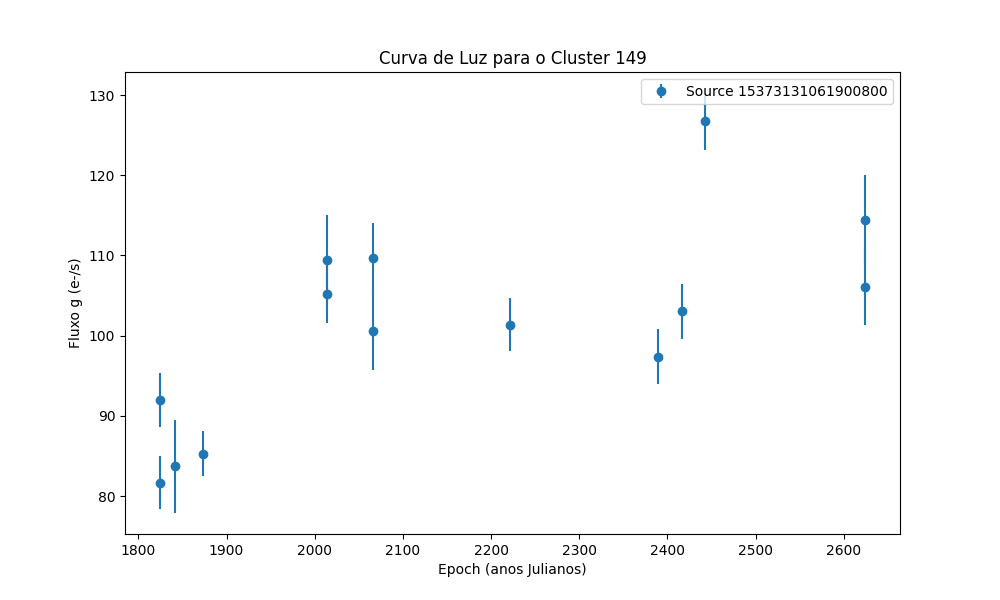 Curva de Luz para o Cluster 149
Source 15373131061900800
Fluxo g (e-/s)
130
120
110
100
90
80
1800 1900 2000 2100 2200 2300 2400 2500 2600
Epoch (anos Julianos)